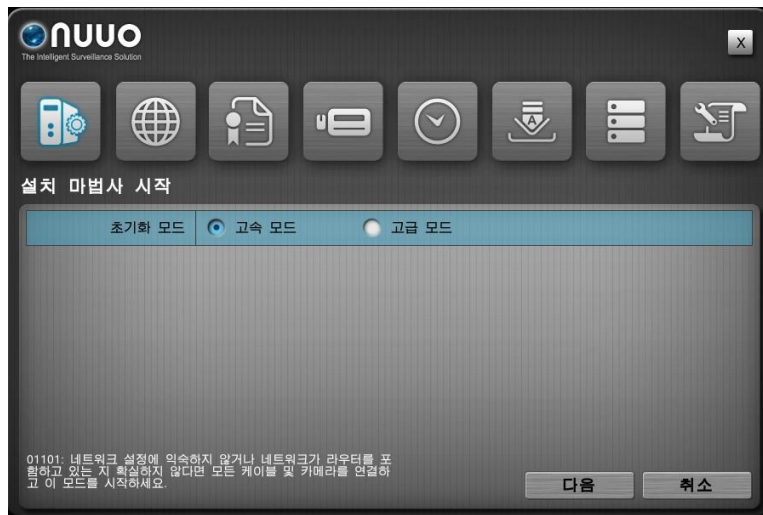 nuuo
The Intelligent Surveillance Solution
X
A
설치 마법사 시작
초기화 모드
고속 모드
고급 모드
01101: 네트워크 설정에 익숙하지 않거나 네트워크가 라우터를 포
함하고 있는 지 확실하지 않다면 모든 케이블 및 카메라를 연결하
고 이 모드를 시작하세요.
다음
취소